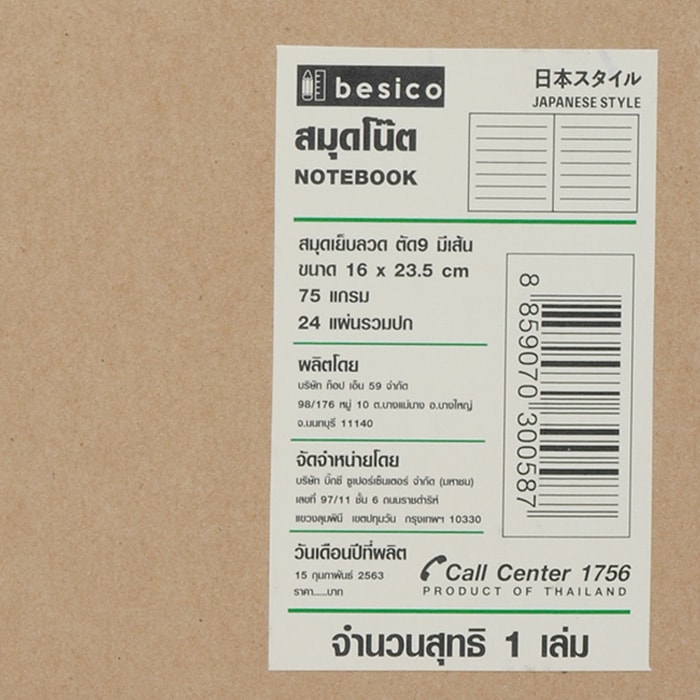 besico
日本スタイル
JAPANESE STYLE
สมุดโน๊ต
NOTEBOOK
สมุดเย็บลวด ตัด9 มีเส้น
ขนาด 16 x 23.5 cm
75 แกรม
24 แผ่นรวมปก
8 859070 300587
ผลิตโดย
บริษัท ท็อป เอ็น 59 จำกัด
98/176 หมู่ 10 ต.บางแม่นาง อ.บางใหญ่
จ.นนทบุรี 11140
จัดจำหน่ายโดย
บริษัท บิ๊กซี ซูเปอร์เซ็นเตอร์ จำกัด (มหาชน)
เลขที่ 97/11 ชั้น 6 ถนนราชดำริห์
แขวงลุมพินี เขตปทุมวัน กรุงเทพฯ 10330
วันเดือนปีที่ผลิต
15 กุมภาพันธ์ 2563
ราคา......บาท
Call Center 1756
PRODUCT OF THAILAND
จำนวนสุทธิ 1 เล่ม